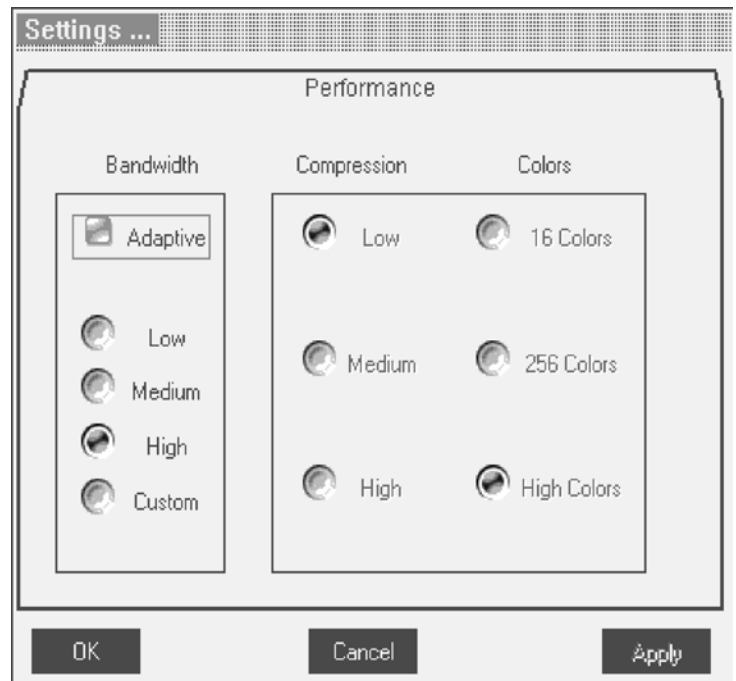 Settings ...
Performance
Bandwidth Compression Colors
Adaptive
Low
Medium
High
Custom
Low
Medium
High
16 Colors
256 Colors
High Colors
OK Cancel Apply